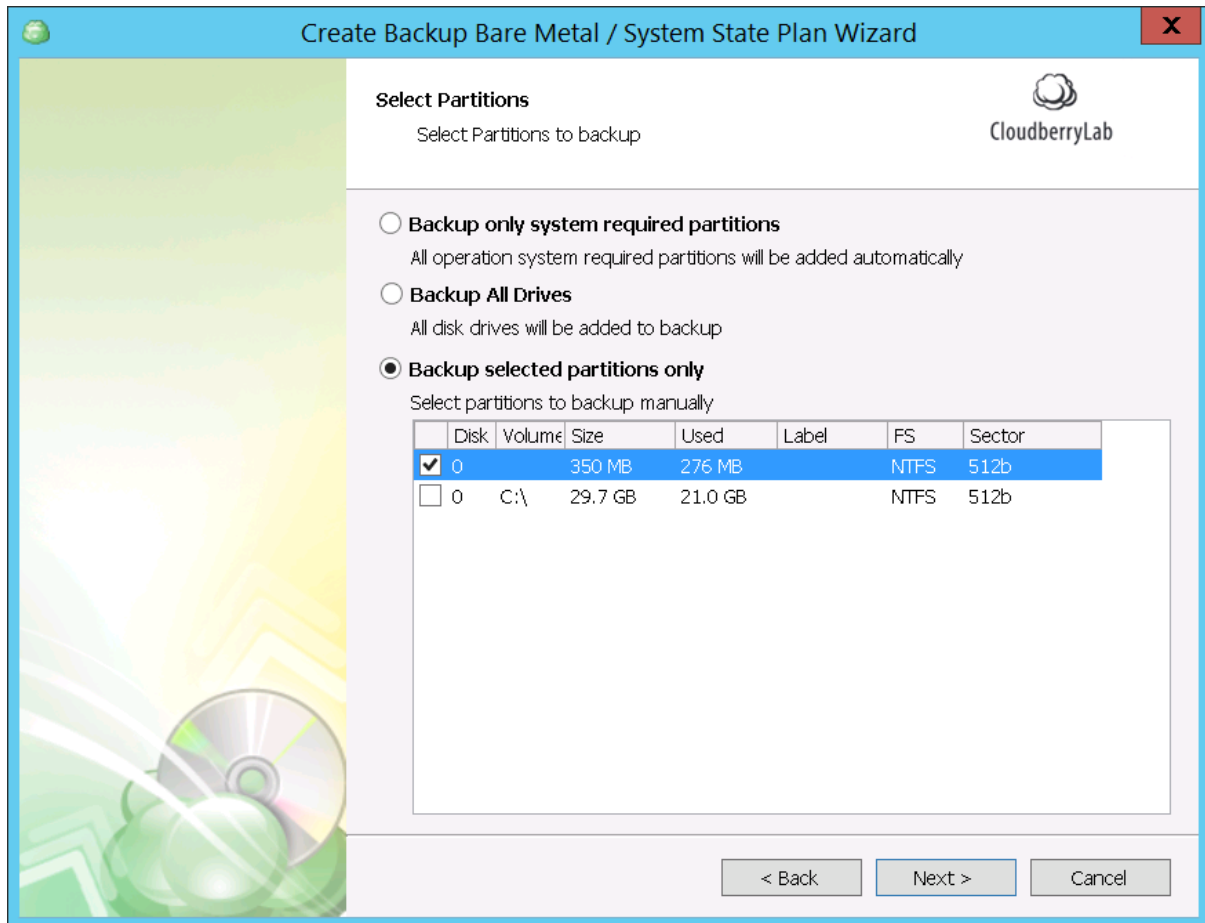 Create Backup Bare Metal / System State Plan Wizard
X
Select Partitions
Select Partitions to backup
CloudberryLab
Backup only system required partitions
All operation system required partitions will be added automatically
Backup All Drives
All disk drives will be added to backup
Backup selected partitions only
Select partitions to backup manually
Disk Volume Size Used Label FS Sector
0 350 MB 276 MB NTFS 512b
0 C:\ 29.7 GB 21.0 GB NTFS 512b
< Back Next > Cancel